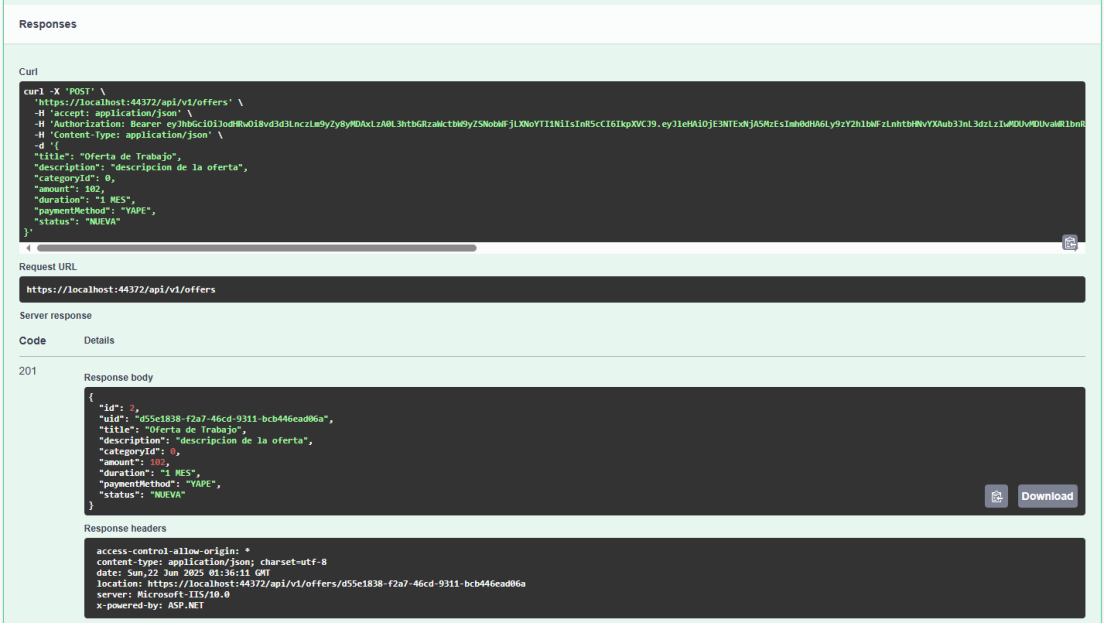 Responses
Curl
curl -X 'POST' \
'https://localhost:44372/api/v1/offers' \
-H 'accept: application/json' \
-H 'Authorization: Bearer
-H 'Content-Type: application/json' \
-d '{
"title": "Oferta de Trabajo",
"description": "descripcion de la oferta",
"categoryId": 0,
"amount": 102,
"duration": "1 MES",
"paymentMethod": "YAPE",
"status": "NUEVA"
}'
Request URL
https://localhost:44372/api/v1/offers
Server response
Code Details
201
Response body
{
"id": 2,
"uid": "d55e1838-f2a7-46cd-9311-bcb446ead06a",
"title": "Oferta de Trabajo",
"description": "descripcion de la oferta",
"categoryId": 0,
"amount": 102,
"duration": "1 MES",
"paymentMethod": "YAPE",
"status": "NUEVA"
}
Download
Response headers
access-control-allow-origin: *
content-type: application/json; charset=utf-8
date: Sun,22 Jun 2025 01:36:11 GMT
location: https://localhost:44372/api/v1/offers/d55e1838-f2a7-46cd-9311-bcb446ead06a
server: Microsoft-IIS/10.0
x-powered-by: ASP.NET